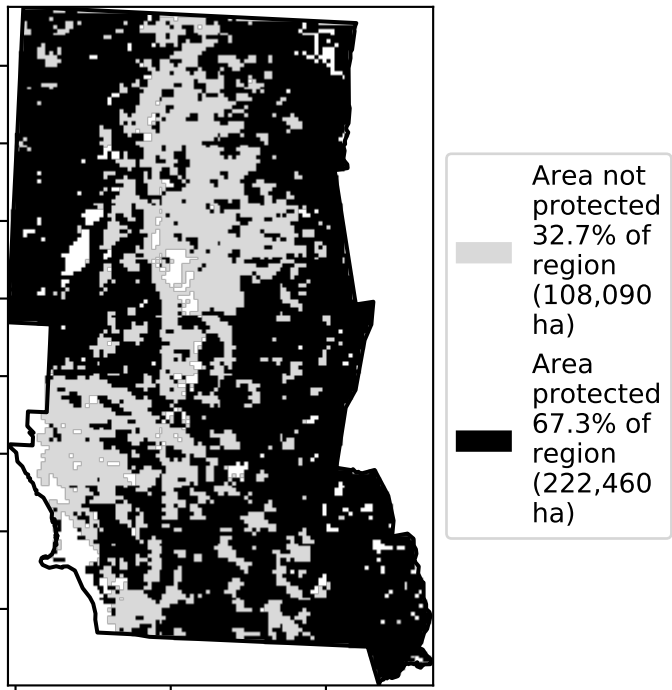 Area not
protected
32.7% of
region
(108,090
ha)
Area
protected
67.3% of
region
(222,460
ha)